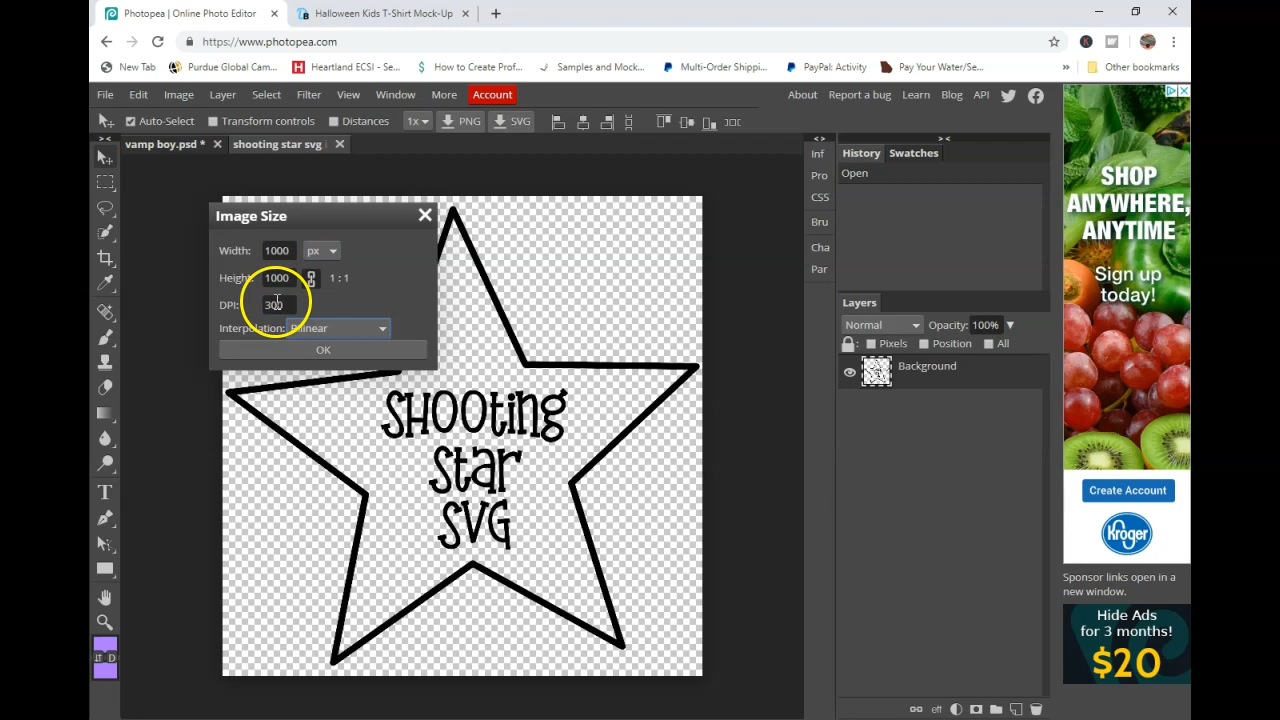 Photopea | Online Photo Editor
Halloween Kids T-Shirt Mock-Up
https://www.photopea.com
New Tab
Purdue Global Cam...
Heartland ECSI - Se...
How to Create Prof...
Samples and Mock...
Multi-Order Shippi...
PayPal: Activity
Pay Your Water/Se...
»
Other bookmarks
File Edit Image Layer Select Filter View Window More Account
About Report a bug Learn Blog API
Auto-Select Transform controls Distances 1x PNG SVG
vamp boy.psd * shooting star svg
> < < > > <
Inf
Pro
CSS
Bru
Cha
Par
History Swatches
Open
Image Size
Width: 1000 px
Height: 1000 1 : 1
DPI: 300
Interpolation: Bilinear
OK
SHOOting
star
SVG
Layers
Normal Opacity: 100%
: Pixels Position All
Background
eff
T
D
SHOP
ANYWHERE,
ANYTIME
Sign up
today!
Create Account
Kroger
Sponsor links open in a
new window.
Hide Ads
for 3 months!
$20